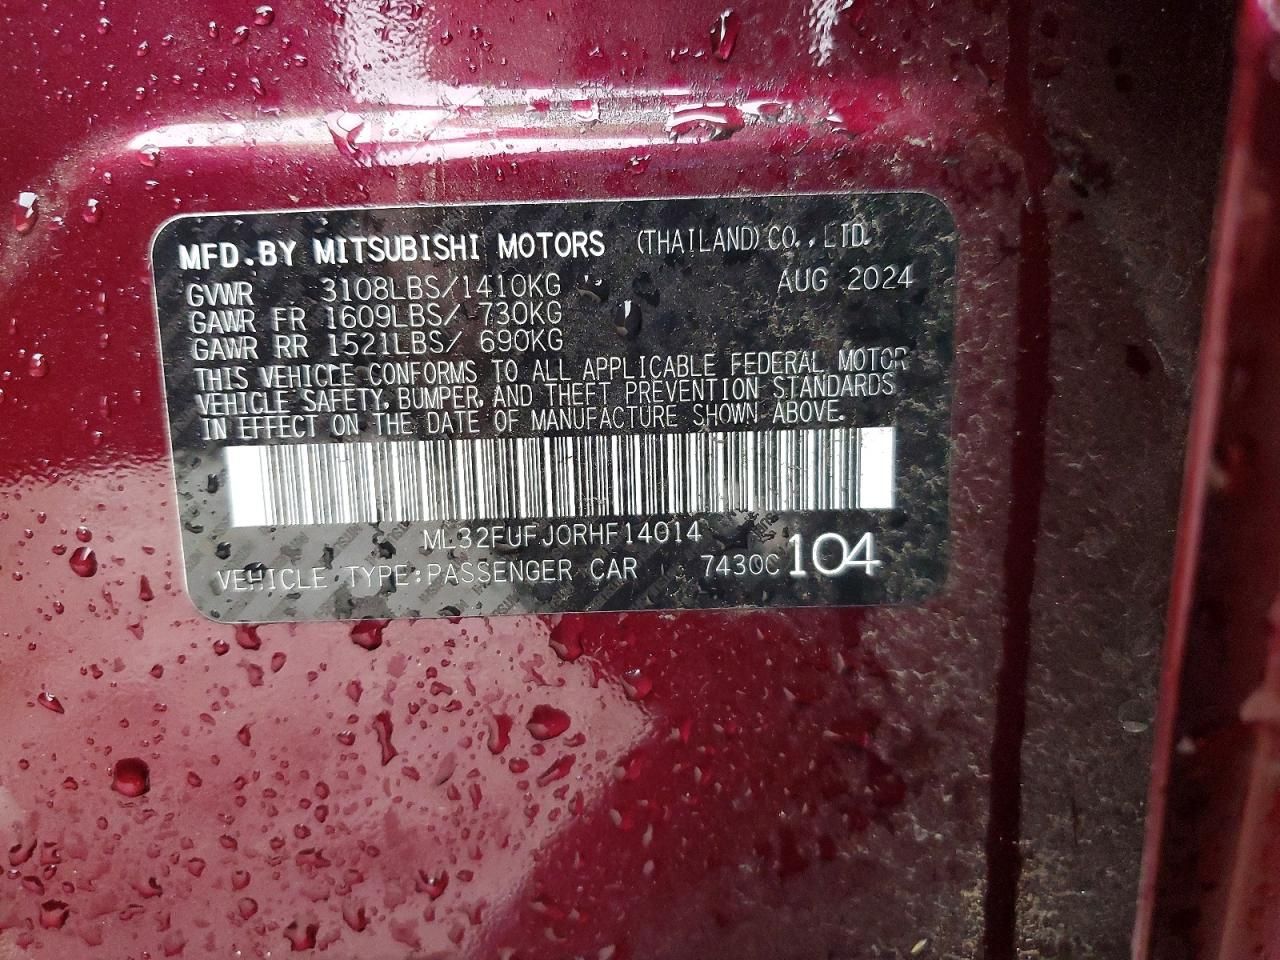 MFD.BY MITSUBISHI MOTORS (THAILAND)CO.,LTD.
GVWR 3108LBS/1410KG AUG 2024
GAWR FR 1609LBS/ 730KG
GAWR RR 1521LBS/ 690KG
THIS VEHICLE CONFORMS TO ALL APPLICABLE FEDERAL MOTOR
VEHICLE SAFETY, BUMPER, AND THEFT PREVENTION STANDARDS
IN EFFECT ON THE DATE OF MANUFACTURE SHOWN ABOVE.
ML32FUFJ0RHF14014
VEHICLE TYPE:PASSENGER CAR 7430C 104